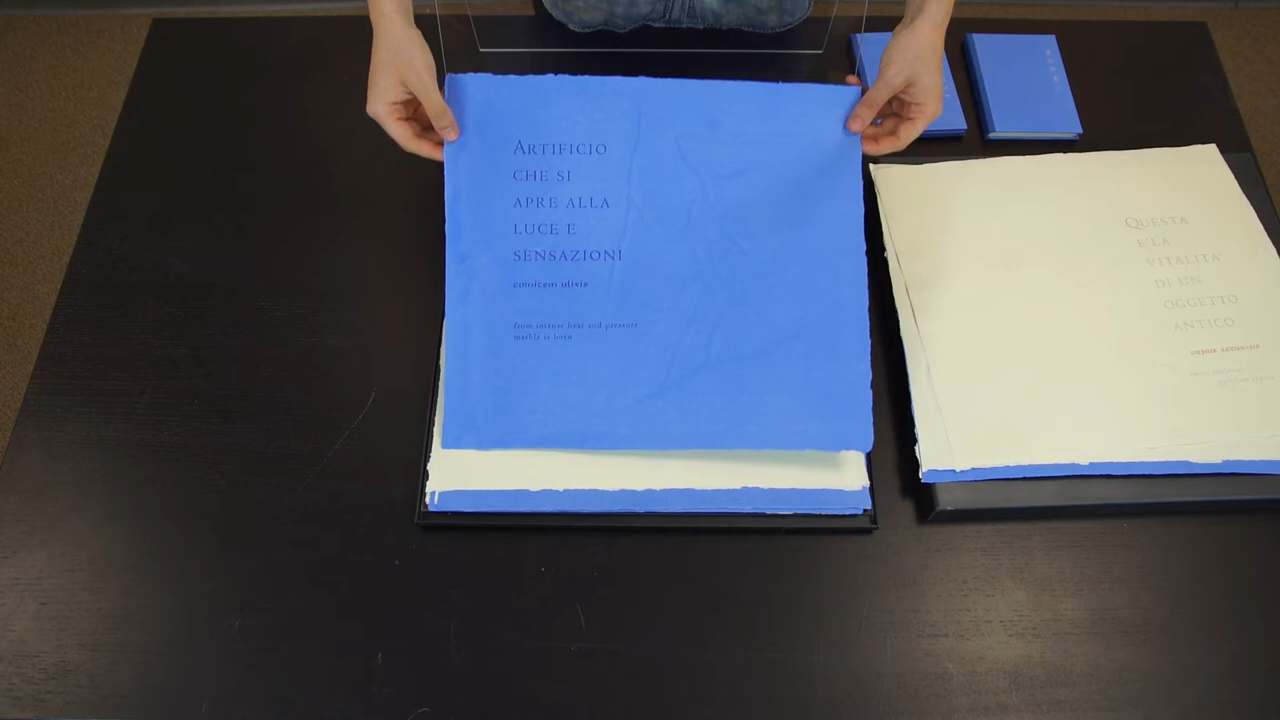 ARTIFICIO
CHE SI
APRE ALLA
LUCE E
SENSAZIONI
from intense heat and pressure
marble is born
QUESTA
E' LA
VITALITA'
DI UN
OGGETTO
ANTICO